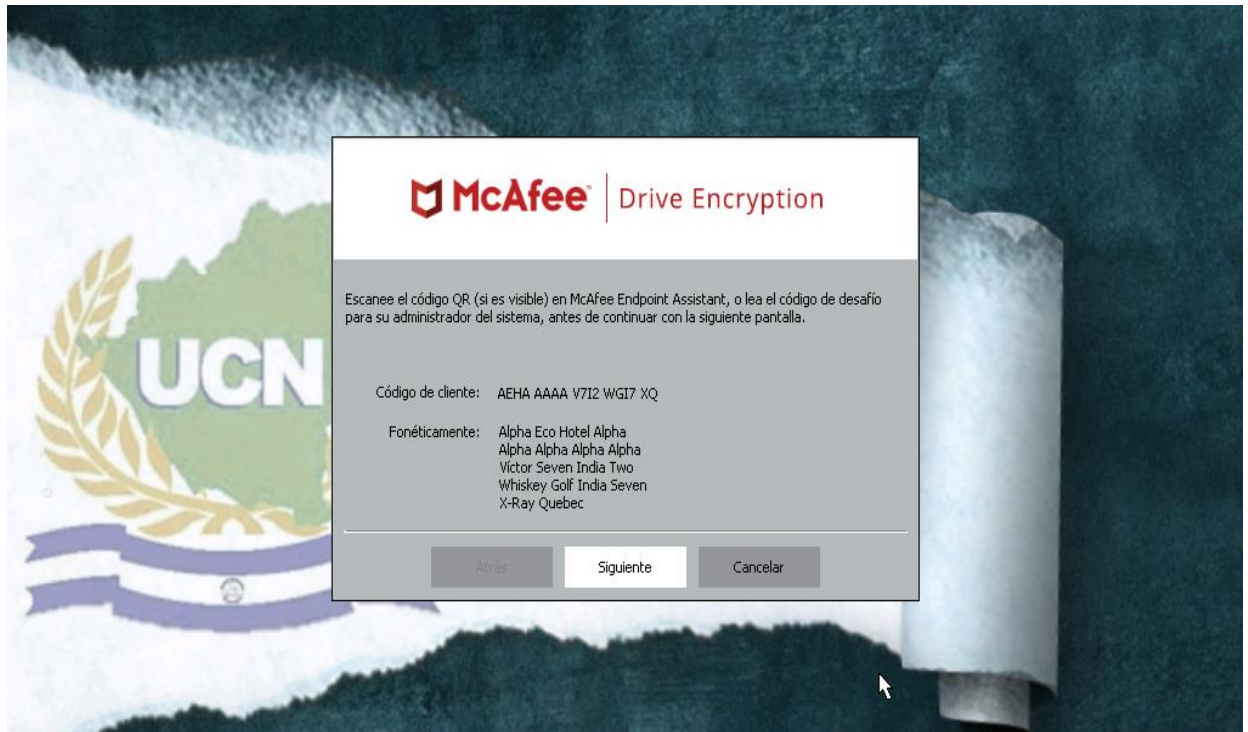 McAfee™ | Drive Encryption
Escanee el código QR (si es visible) en McAfee Endpoint Assistant, o lea el código de desafío
para su administrador del sistema, antes de continuar con la siguiente pantalla.
UCN
Código de cliente: AEHA AAAA V7I2 WGI7 XQ
Fonéticamente: Alpha Eco Hotel Alpha
Alpha Alpha Alpha Alpha
Víctor Seven India Two
Whiskey Golf India Seven
X-Ray Quebec
Atrás Siguiente Cancelar